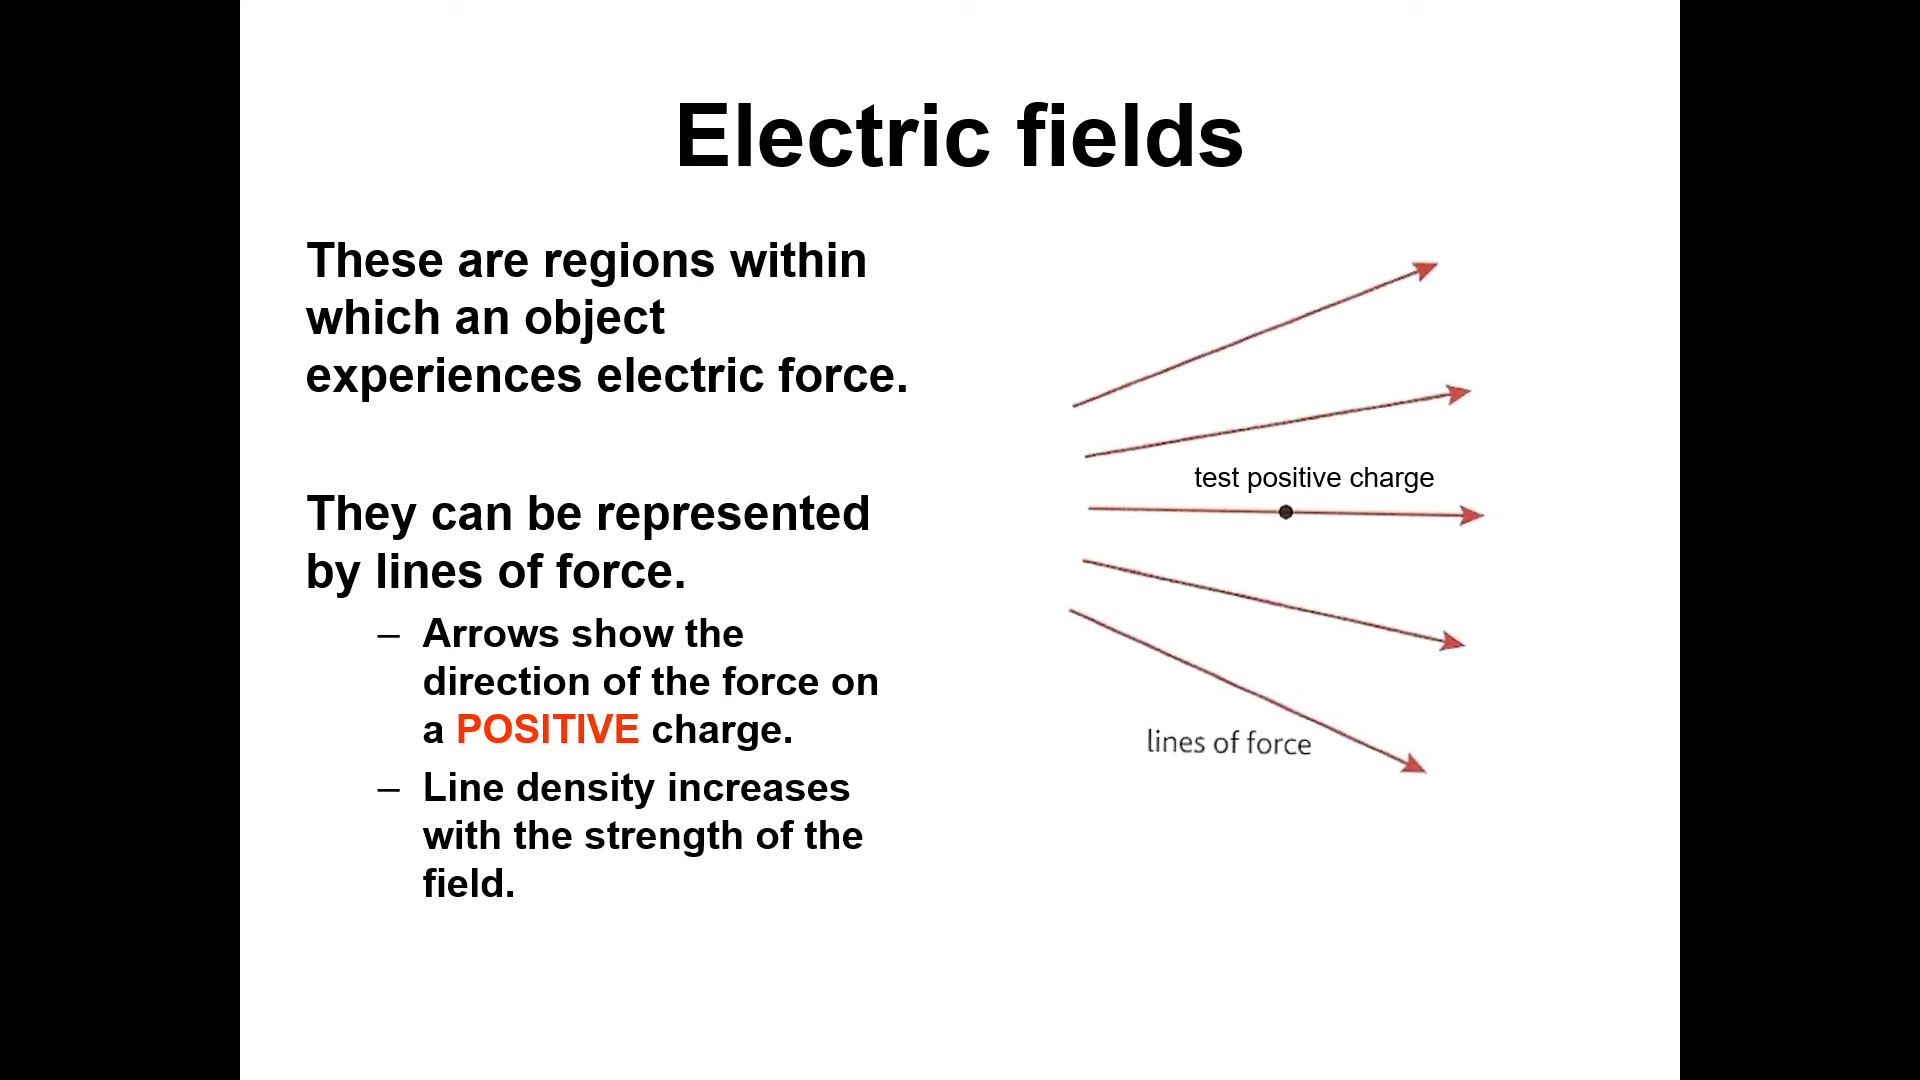 Electric fields
These are regions within
which an object
experiences electric force.
They can be represented
by lines of force.
– Arrows show the
direction of the force on
a POSITIVE charge.
– Line density increases
with the strength of the
field.
test positive charge
lines of force